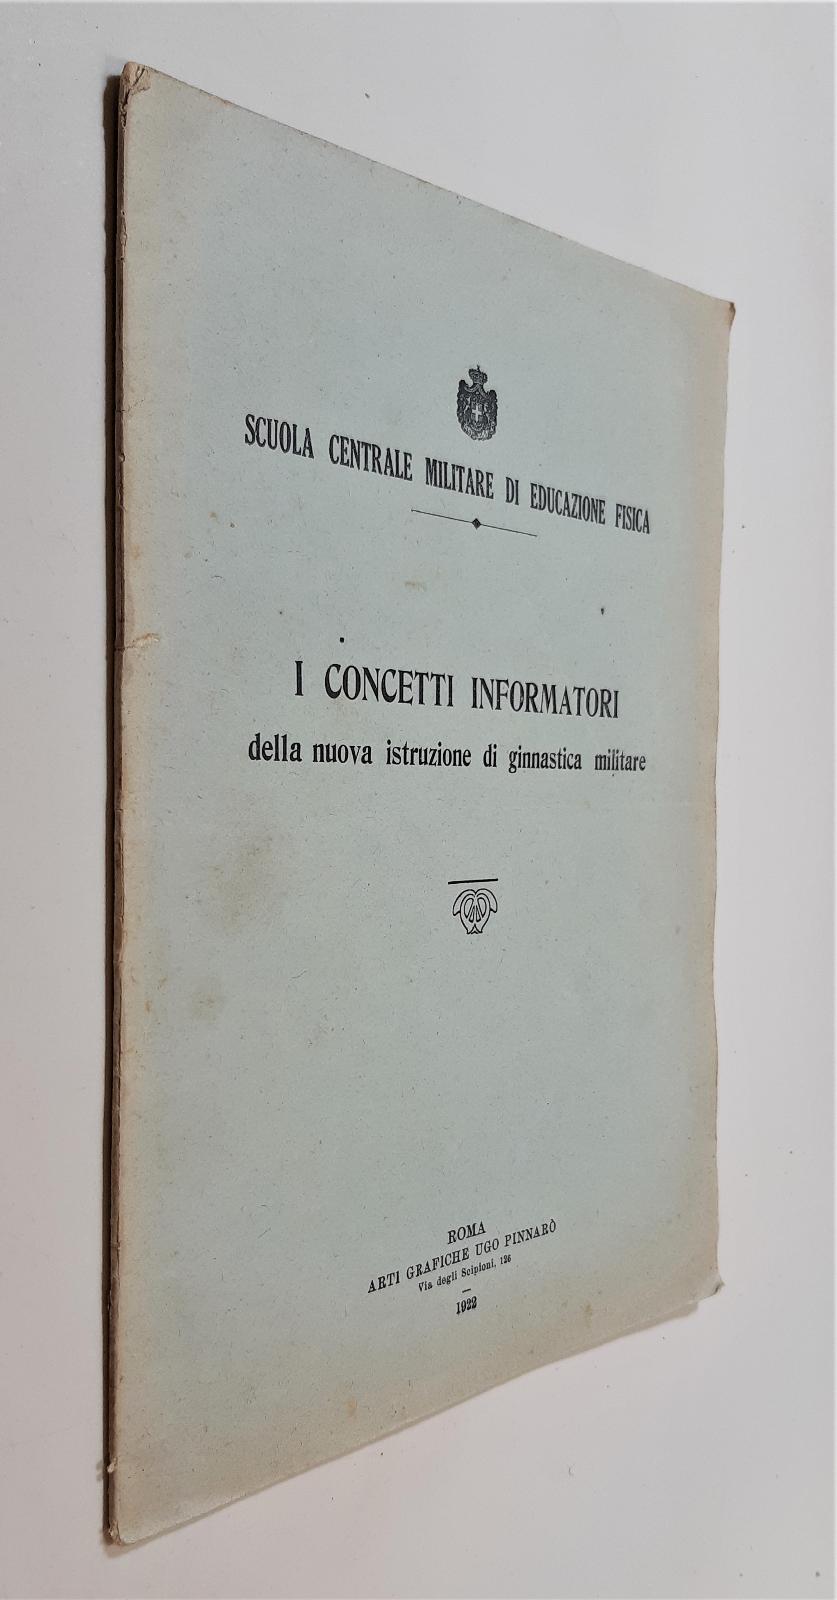 SCUOLA CENTRALE MILITARE DI EDUCAZIONE FISICA
I CONCETTI INFORMATORI
della nuova istruzione di ginnastica militare
ROMA
ARTI GRAFICHE UGO PINNARÒ
Via degli Scipioni, 126
1922